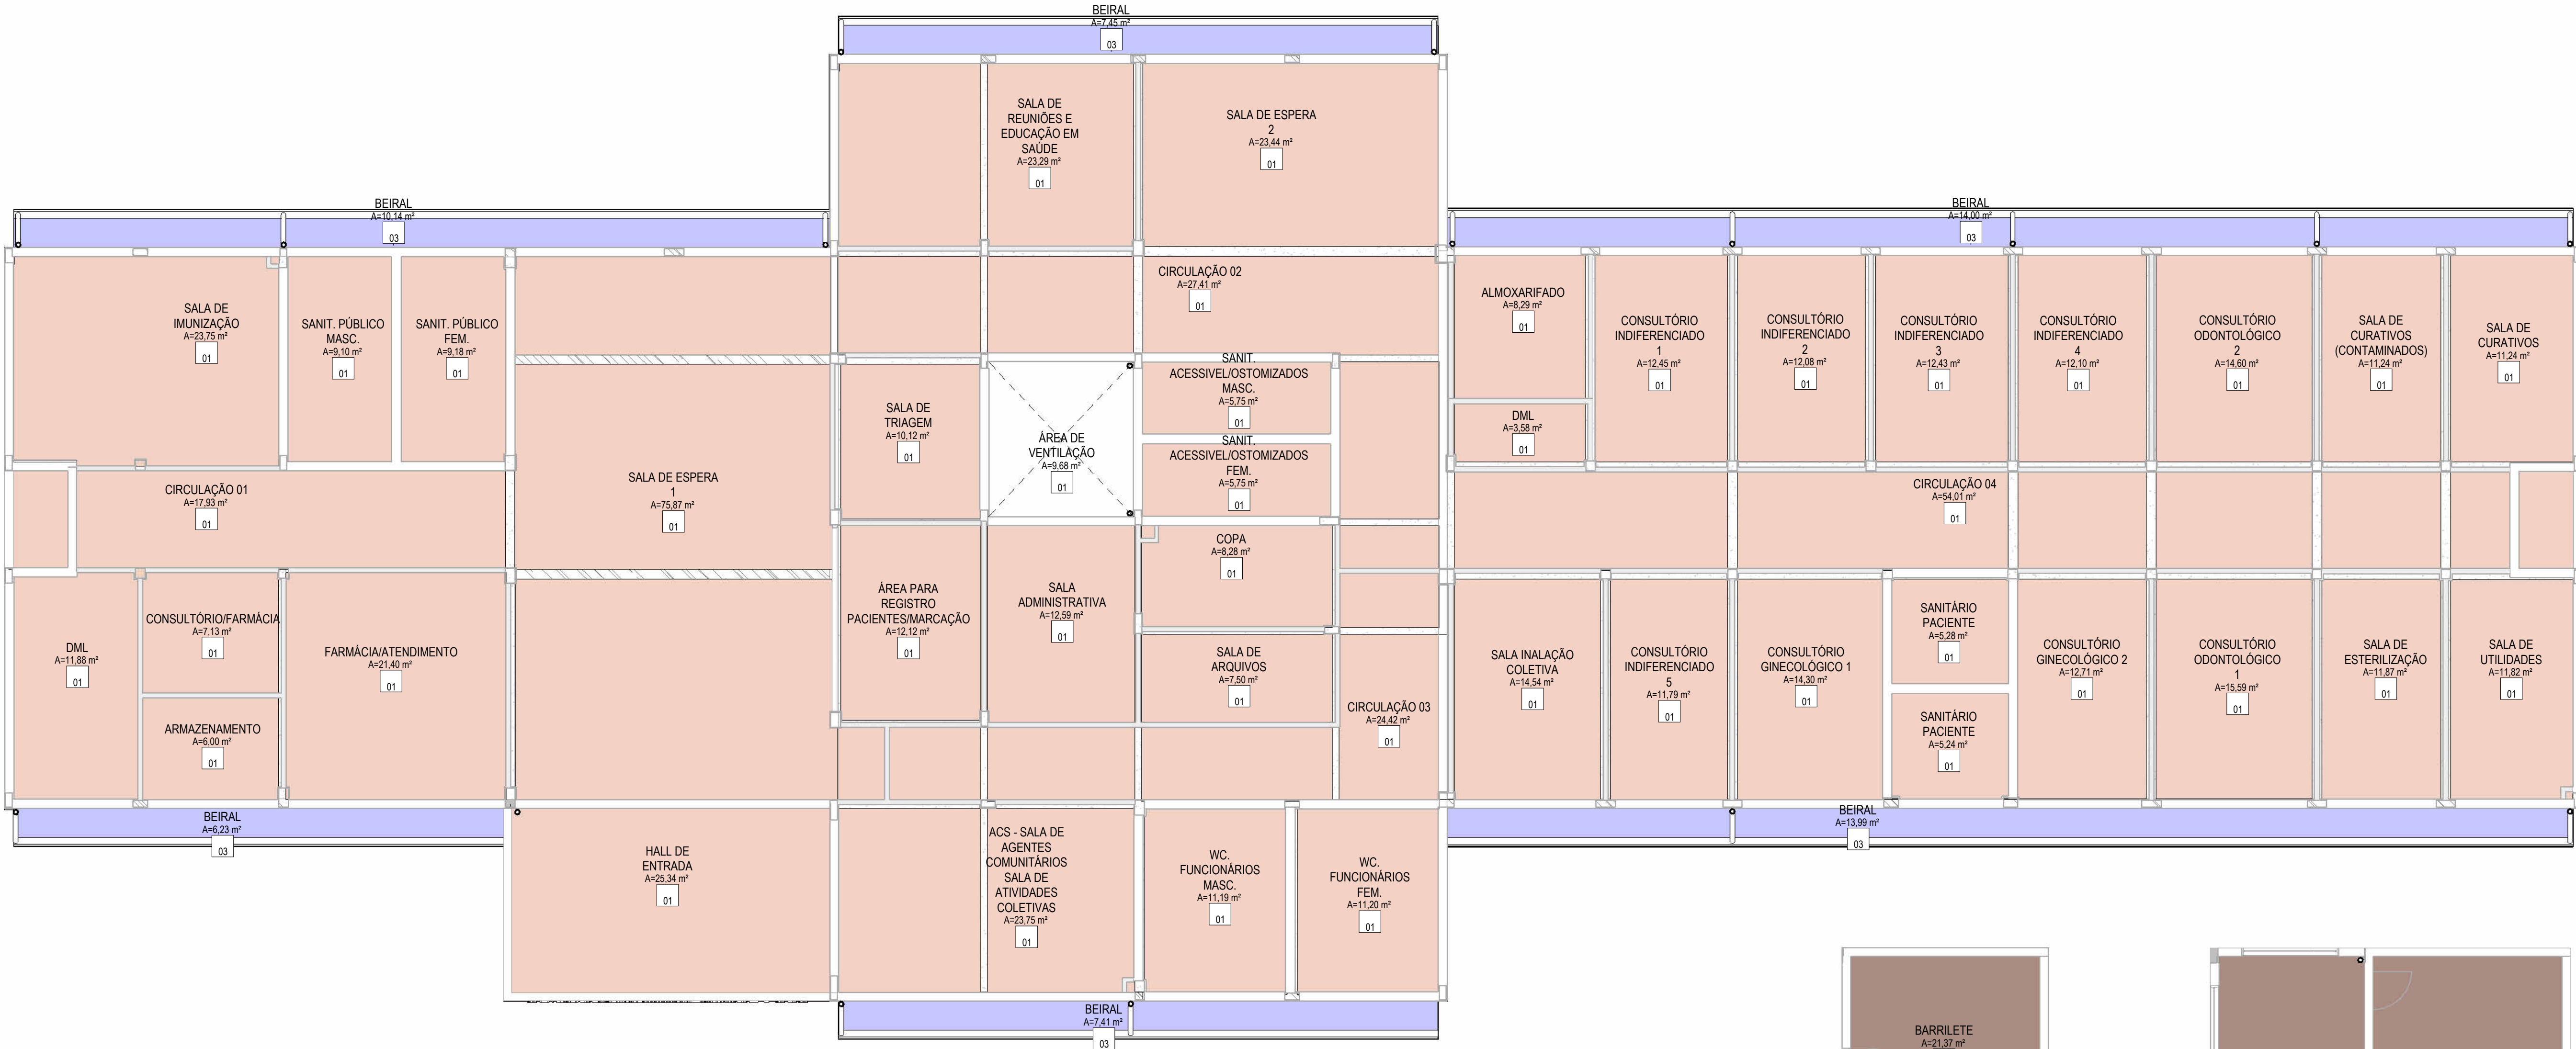 BEIRAL
A=7,45 m²
03
SALA DE
REUNIÕES E
EDUCAÇÃO EM
SAÚDE
A=23,29 m²
01
SALA DE ESPERA
2
A=23,44 m²
01
BEIRAL
A=10,14 m²
03
BEIRAL
A=14,00 m²
03
SALA DE
IMUNIZAÇÃO
A=23,75 m²
01
SANIT. PÚBLICO
MASC.
A=9,10 m²
01
SANIT. PÚBLICO
FEM.
A=9,18 m²
01
CIRCULAÇÃO 02
A=27,41 m²
01
ALMOXARIFADO
A=8,29 m²
01
CONSULTÓRIO
INDIFERENCIADO
1
A=12,45 m²
01
CONSULTÓRIO
INDIFERENCIADO
2
A=12,08 m²
01
CONSULTÓRIO
INDIFERENCIADO
3
A=12,43 m²
01
CONSULTÓRIO
INDIFERENCIADO
4
A=12,10 m²
01
CONSULTÓRIO
ODONTOLÓGICO
2
A=14,60 m²
01
SALA DE
CURATIVOS
(CONTAMINADOS)
A=11,24 m²
01
SALA DE
CURATIVOS
A=11,24 m²
01
SANIT.
ACESSIVEL/OSTOMIZADOS
MASC.
A=5,75 m²
01
SALA DE
TRIAGEM
A=10,12 m²
01
ÁREA DE
VENTILAÇÃO
A=9,68 m²
01
SANIT.
ACESSIVEL/OSTOMIZADOS
FEM.
A=5,75 m²
01
DML
A=3,58 m²
01
CIRCULAÇÃO 01
A=17,93 m²
01
SALA DE ESPERA
1
A=75,87 m²
01
CIRCULAÇÃO 04
A=54,01 m²
01
COPA
A=8,28 m²
01
ÁREA PARA
REGISTRO
PACIENTES/MARCAÇÃO
A=12,12 m²
01
SALA
ADMINISTRATIVA
A=12,59 m²
01
DML
A=11,88 m²
01
CONSULTÓRIO/FARMÁCIA
A=7,13 m²
01
FARMÁCIA/ATENDIMENTO
A=21,40 m²
01
SALA DE
ARQUIVOS
A=7,50 m²
01
SALA INALAÇÃO
COLETIVA
A=14,54 m²
01
CONSULTÓRIO
INDIFERENCIADO
5
A=11,79 m²
01
CONSULTÓRIO
GINECOLÓGICO 1
A=14,30 m²
01
SANITÁRIO
PACIENTE
A=5,28 m²
01
CONSULTÓRIO
GINECOLÓGICO 2
A=12,71 m²
01
CONSULTÓRIO
ODONTOLÓGICO
1
A=15,59 m²
01
SALA DE
ESTERILIZAÇÃO
A=11,87 m²
01
SALA DE
UTILIDADES
A=11,82 m²
01
ARMAZENAMENTO
A=6,00 m²
01
CIRCULAÇÃO 03
A=24,42 m²
01
SANITÁRIO
PACIENTE
A=5,24 m²
01
BEIRAL
A=6,23 m²
03
BEIRAL
A=13,99 m²
03
HALL DE
ENTRADA
A=25,34 m²
01
ACS - SALA DE
AGENTES
COMUNITÁRIOS
SALA DE
ATIVIDADES
COLETIVAS
A=23,75 m²
01
WC.
FUNCIONÁRIOS
MASC.
A=11,19 m²
01
WC.
FUNCIONÁRIOS
FEM.
A=11,20 m²
01
BEIRAL
A=7,41 m²
03
BARRILETE
A=21,37 m²